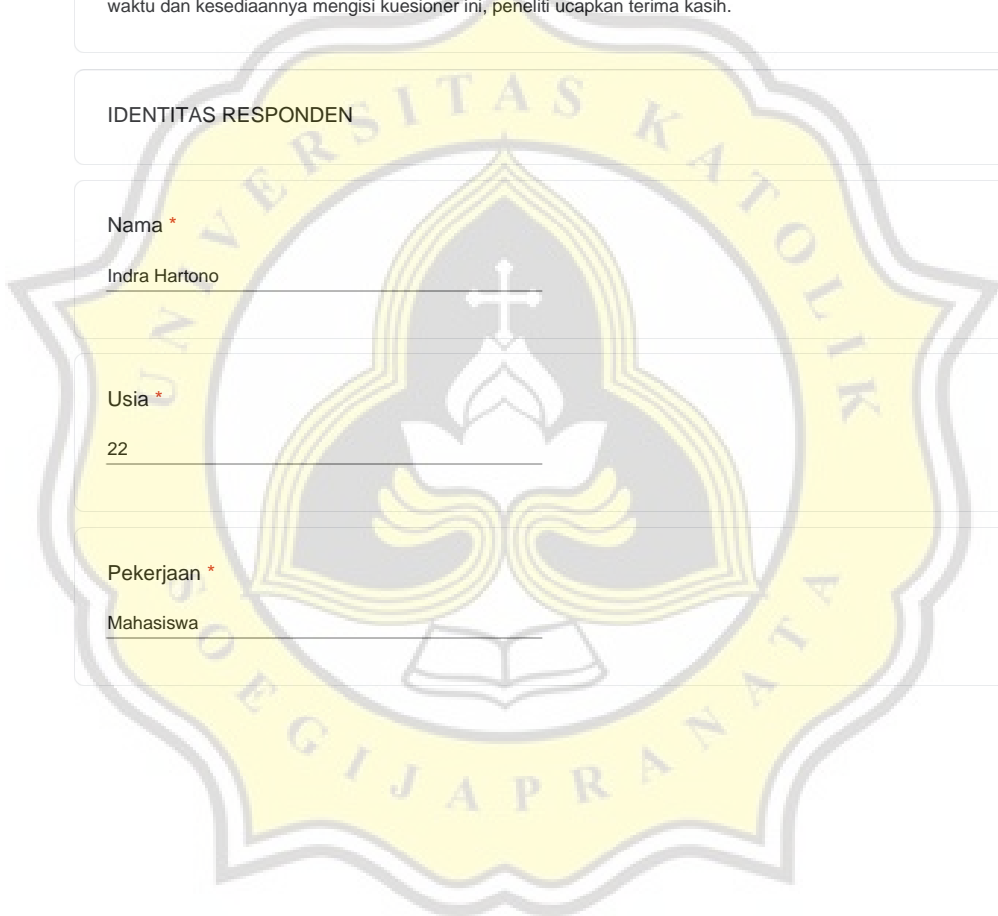 waktu dan kesediaannya mengisi kuesioner ini, peneliti ucapkan terima kasih.
IDENTITAS RESPONDEN
Nama *
Indra Hartono
Usia *
22
Pekerjaan *
Mahasiswa
UNIVERSITAS KATOLIK
SOEGIJAPRANATA